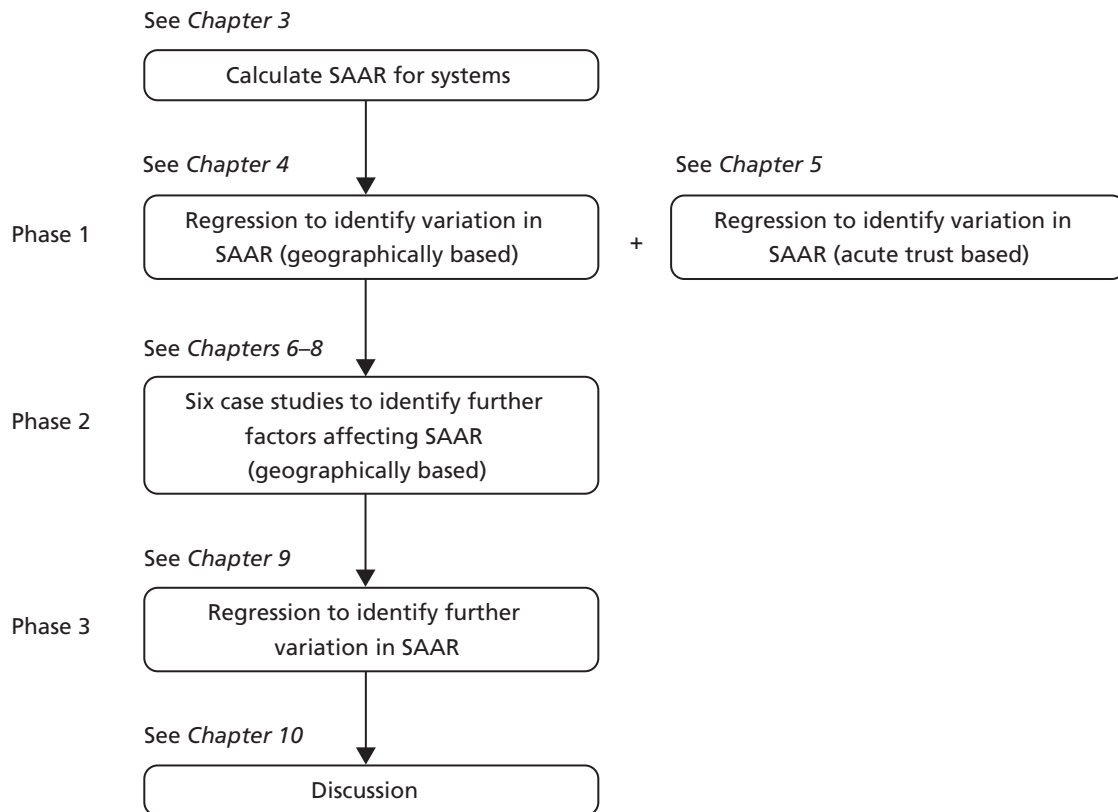 See Chapter 3
Calculate SAAR for systems
See Chapter 4
See Chapter 5
Phase 1
Regression to identify variation in
SAAR (geographically based)
+
Regression to identify variation in
SAAR (acute trust based)
See Chapters 6–8
Phase 2
Six case studies to identify further
factors affecting SAAR
(geographically based)
See Chapter 9
Phase 3
Regression to identify further
variation in SAAR
See Chapter 10
Discussion